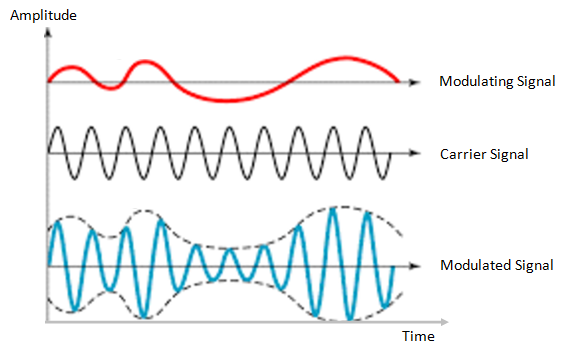 Amplitude
Modulating Signal
Carrier Signal
Modulated Signal
Time